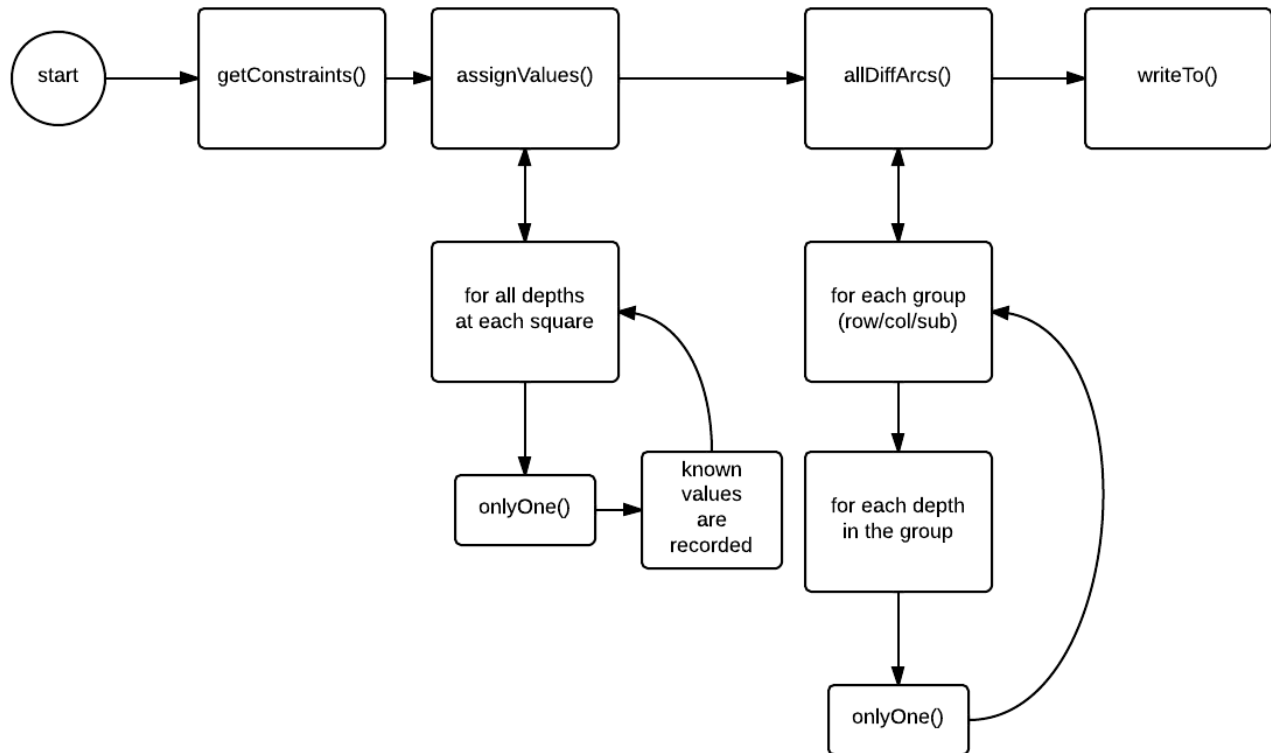 start
getConstraints()
assignValues()
allDiffArcs()
writeTo()
for all depths
at each square
for each group
(row/col/sub)
onlyOne()
known
values
are
recorded
for each depth
in the group
onlyOne()